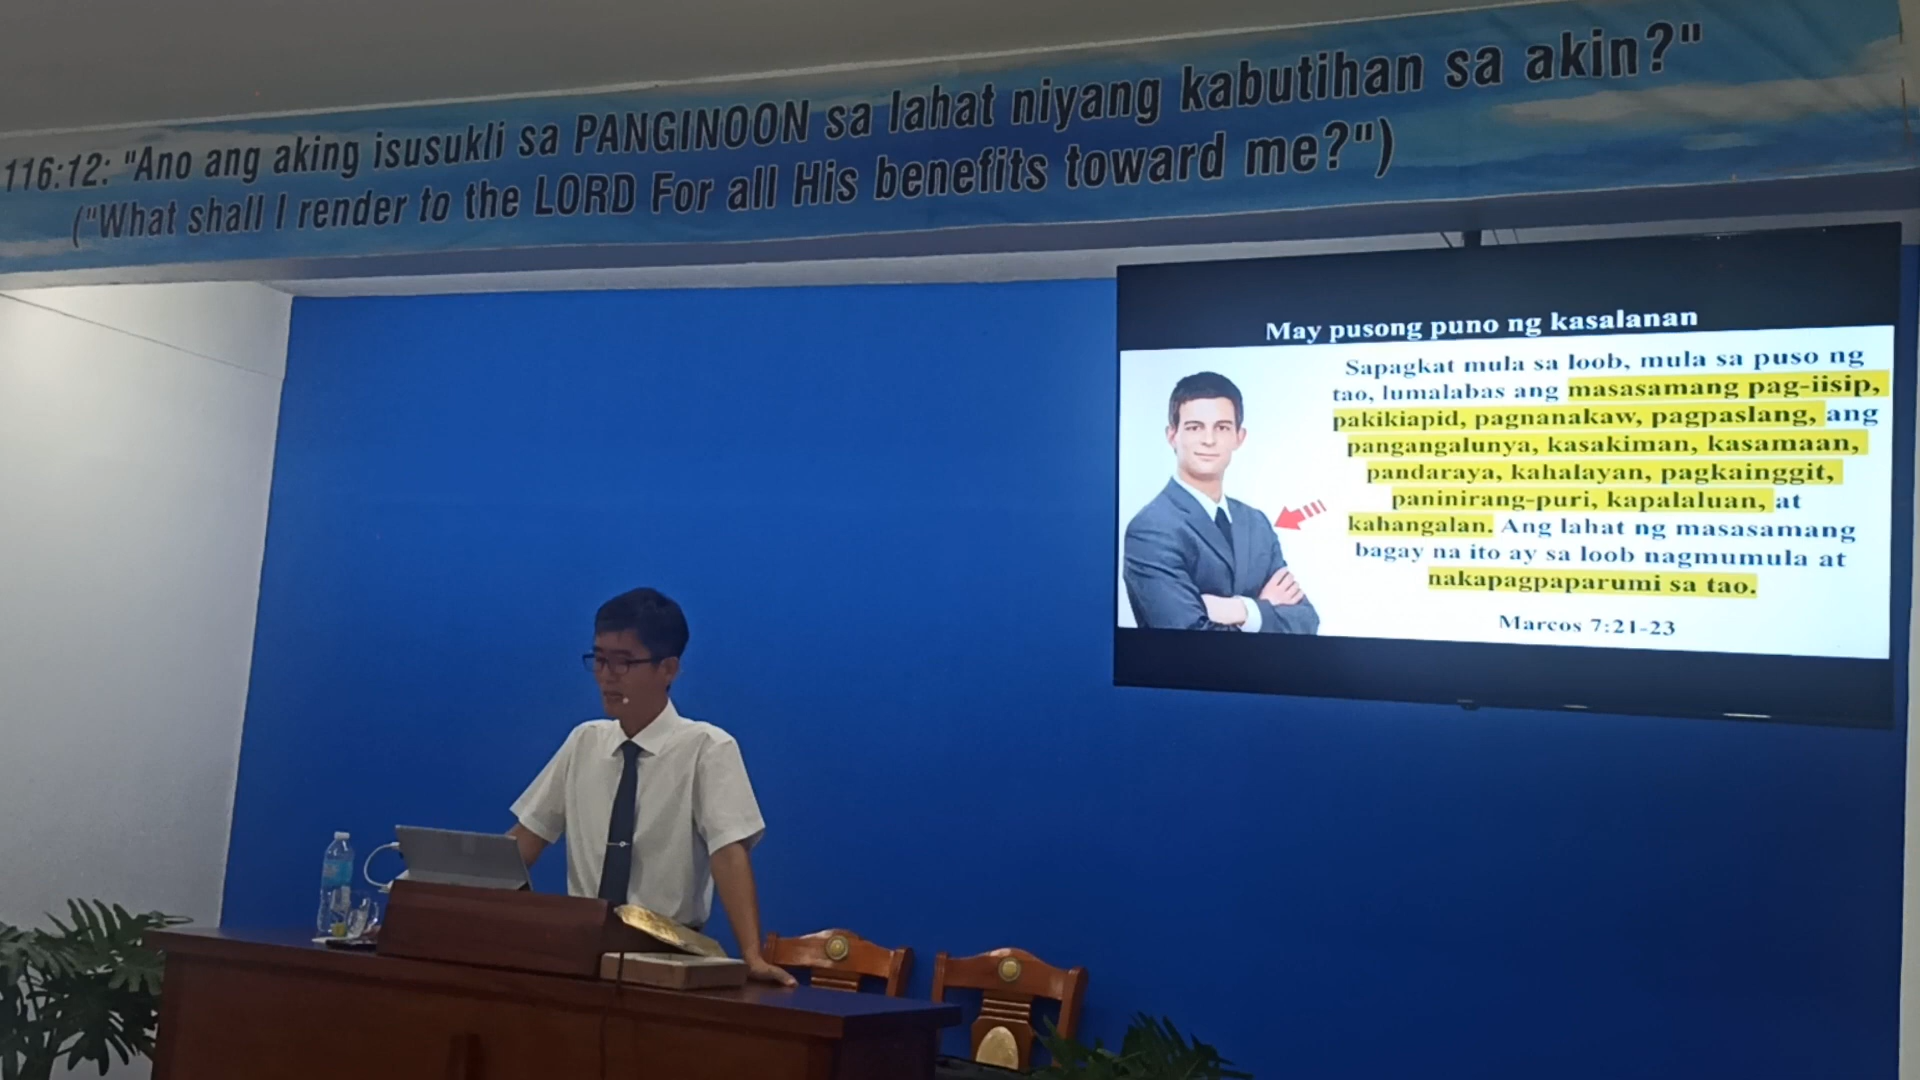 116:12: "Ano ang aking isusukli sa PANGINOON sa lahat niyang kabutihan sa akin?"
("What shall I render to the LORD For all His benefits toward me?")
May pusong puno ng kasalanan
Sapagkat mula sa loob, mula sa puso ng
tao, lumalabas ang masasamang pag-iisip,
pakikiapid, pagnanakaw, pagpaslang, ang
pangangalunya, kasakiman, kasamaan,
pandaraya, kahalayan, pagkainggit,
paninirang-puri, kapalaluan, at
kahangalan. Ang lahat ng masasamang
bagay na ito ay sa loob nagmumula at
nakapagpaparumi sa tao.
Marcos 7:21-23